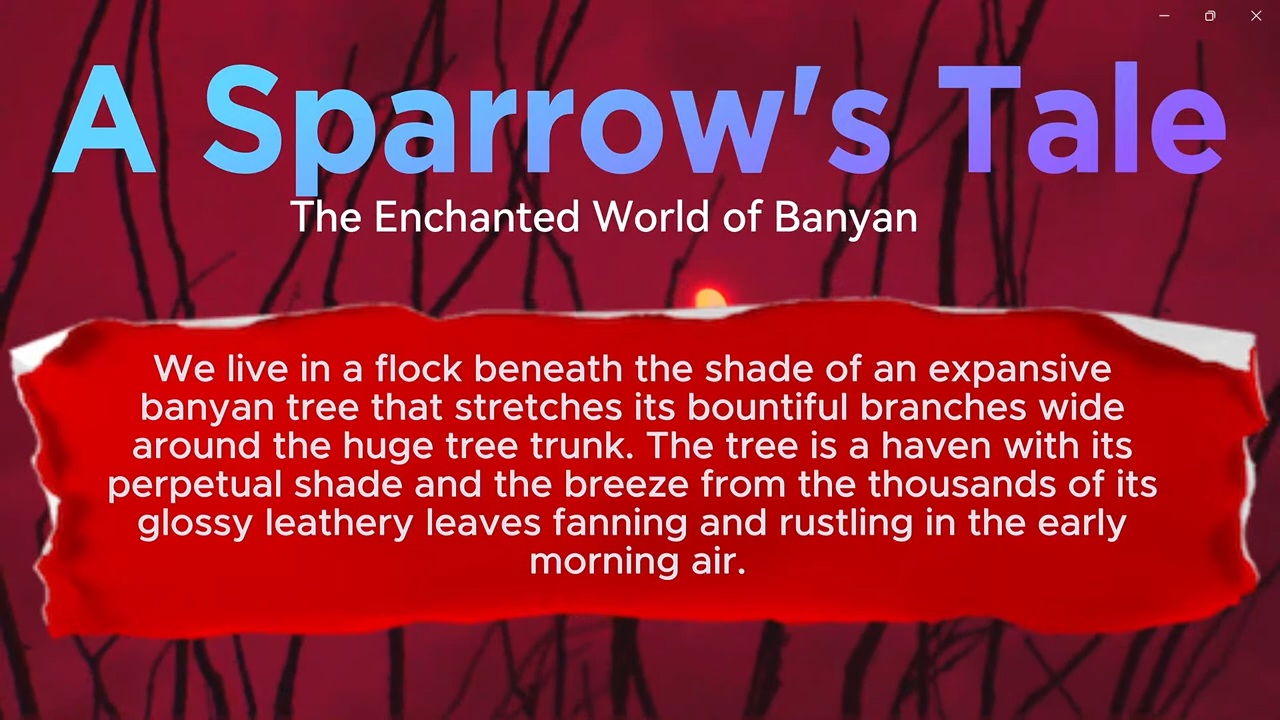 A Sparrow's Tale
The Enchanted World of Banyan
We live in a flock beneath the shade of an expansive
banyan tree that stretches its bountiful branches wide
around the huge tree trunk. The tree is a haven with its
perpetual shade and the breeze from the thousands of its
glossy leathery leaves fanning and rustling in the early
morning air.